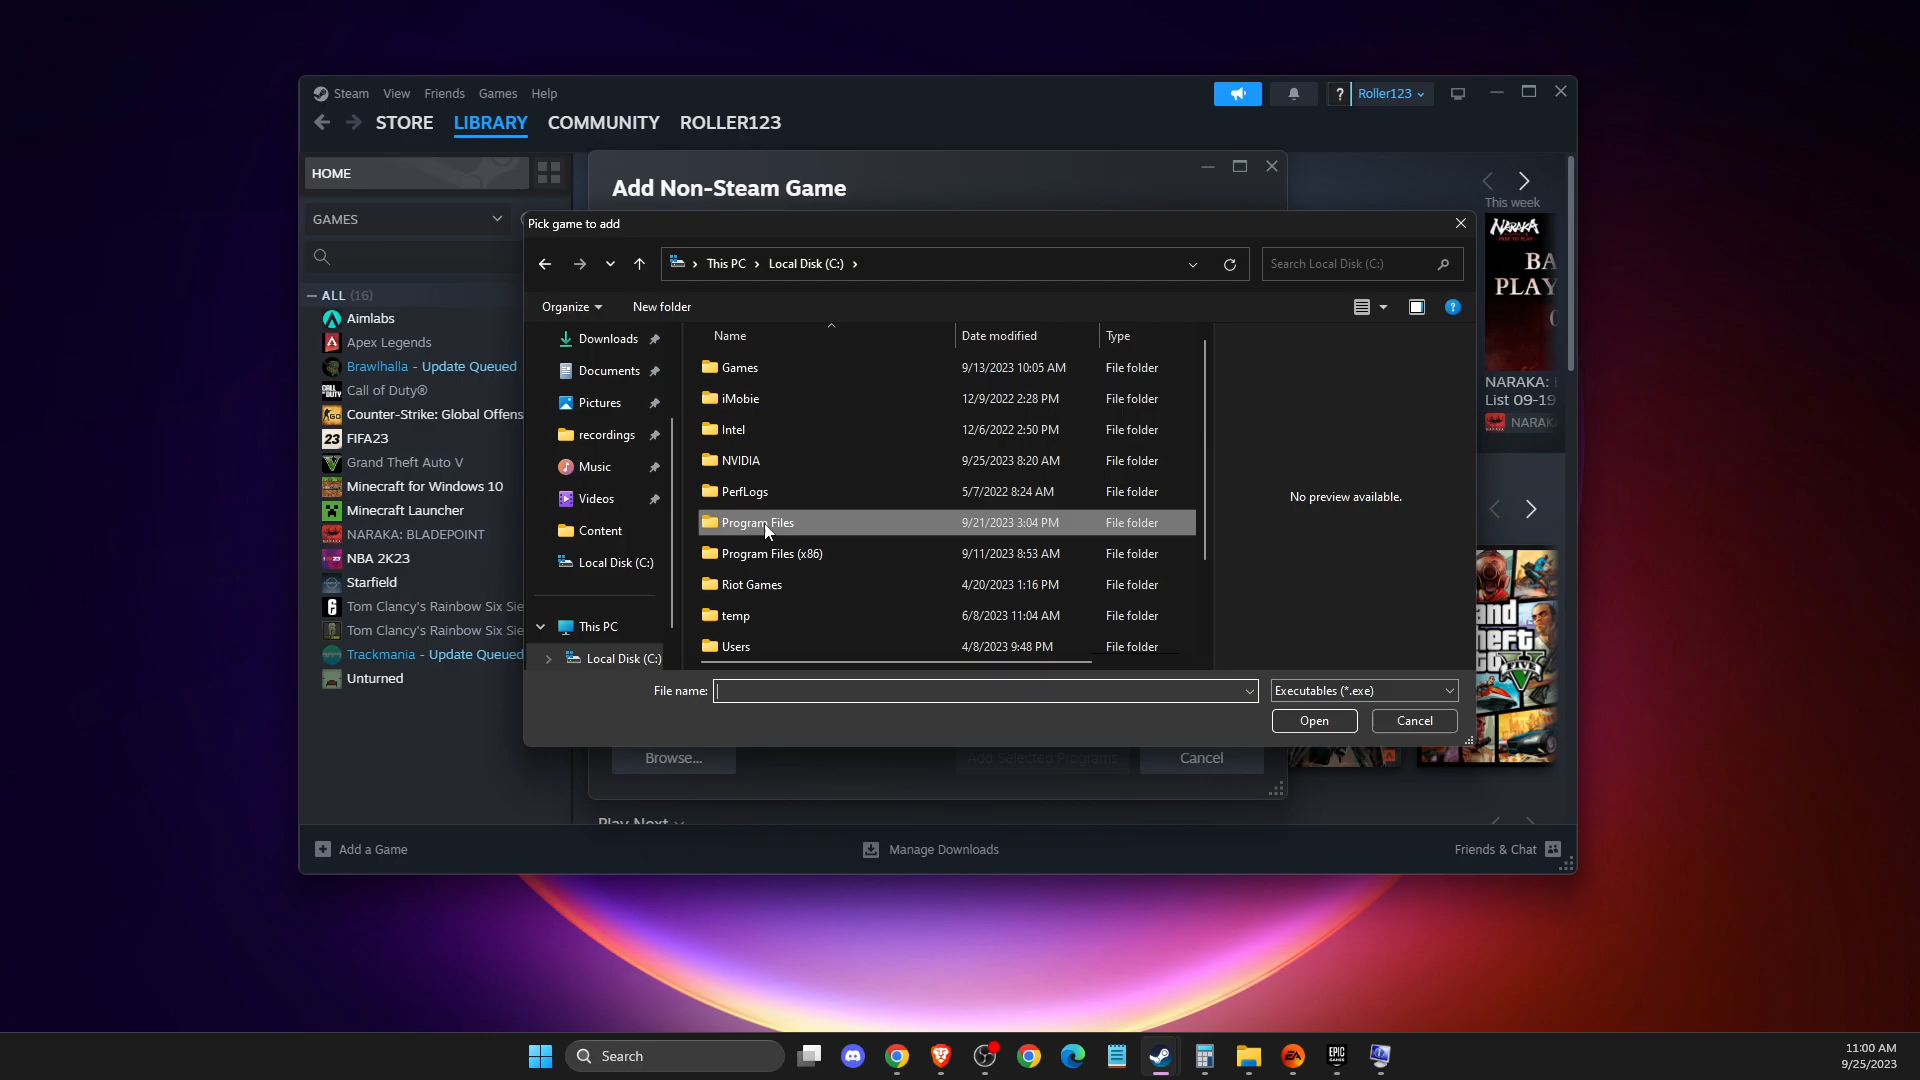 Steam View Friends Games Help
? Roller123
STORE LIBRARY COMMUNITY ROLLER123
HOME
GAMES
ALL (16)
Aimlabs
Apex Legends
Brawlhalla - Update Queued
Call of Duty®
Counter-Strike: Global Offens
23 FIFA23
Grand Theft Auto V
Minecraft for Windows 10
Minecraft Launcher
NARAKA: BLADEPOINT
NBA 2K23
Starfield
Tom Clancy's Rainbow Six Sie
Tom Clancy's Rainbow Six Sie
Trackmania - Update Queued
Unturned
Add Non-Steam Game
Pick game to add
This PC Local Disk (C:)
Search Local Disk (C:)
Organize New folder
Downloads
Documents
Pictures
recordings
Music
Videos
Content
Local Disk (C:)
This PC
Local Disk (C:)
Name Date modified Type
Games 9/13/2023 10:05 AM File folder
iMobie 12/9/2022 2:28 PM File folder
Intel 12/6/2022 2:50 PM File folder
NVIDIA 9/25/2023 8:20 AM File folder
PerfLogs 5/7/2022 8:24 AM File folder
Program Files 9/21/2023 3:04 PM File folder
Program Files (x86) 9/11/2023 8:53 AM File folder
Riot Games 4/20/2023 1:16 PM File folder
temp 6/8/2023 11:04 AM File folder
Users 4/8/2023 9:48 PM File folder
No preview available.
File name:
Executables (*.exe)
Open Cancel
Browse... Add Selected Programs Cancel
Play Next
This week
NARAKA
BA
PLAY
NARAKA:
List 09-19
NARAK
and
heft
V
Add a Game
Manage Downloads
Friends & Chat
Search
EPIC
GAMES
11:00 AM
9/25/2023